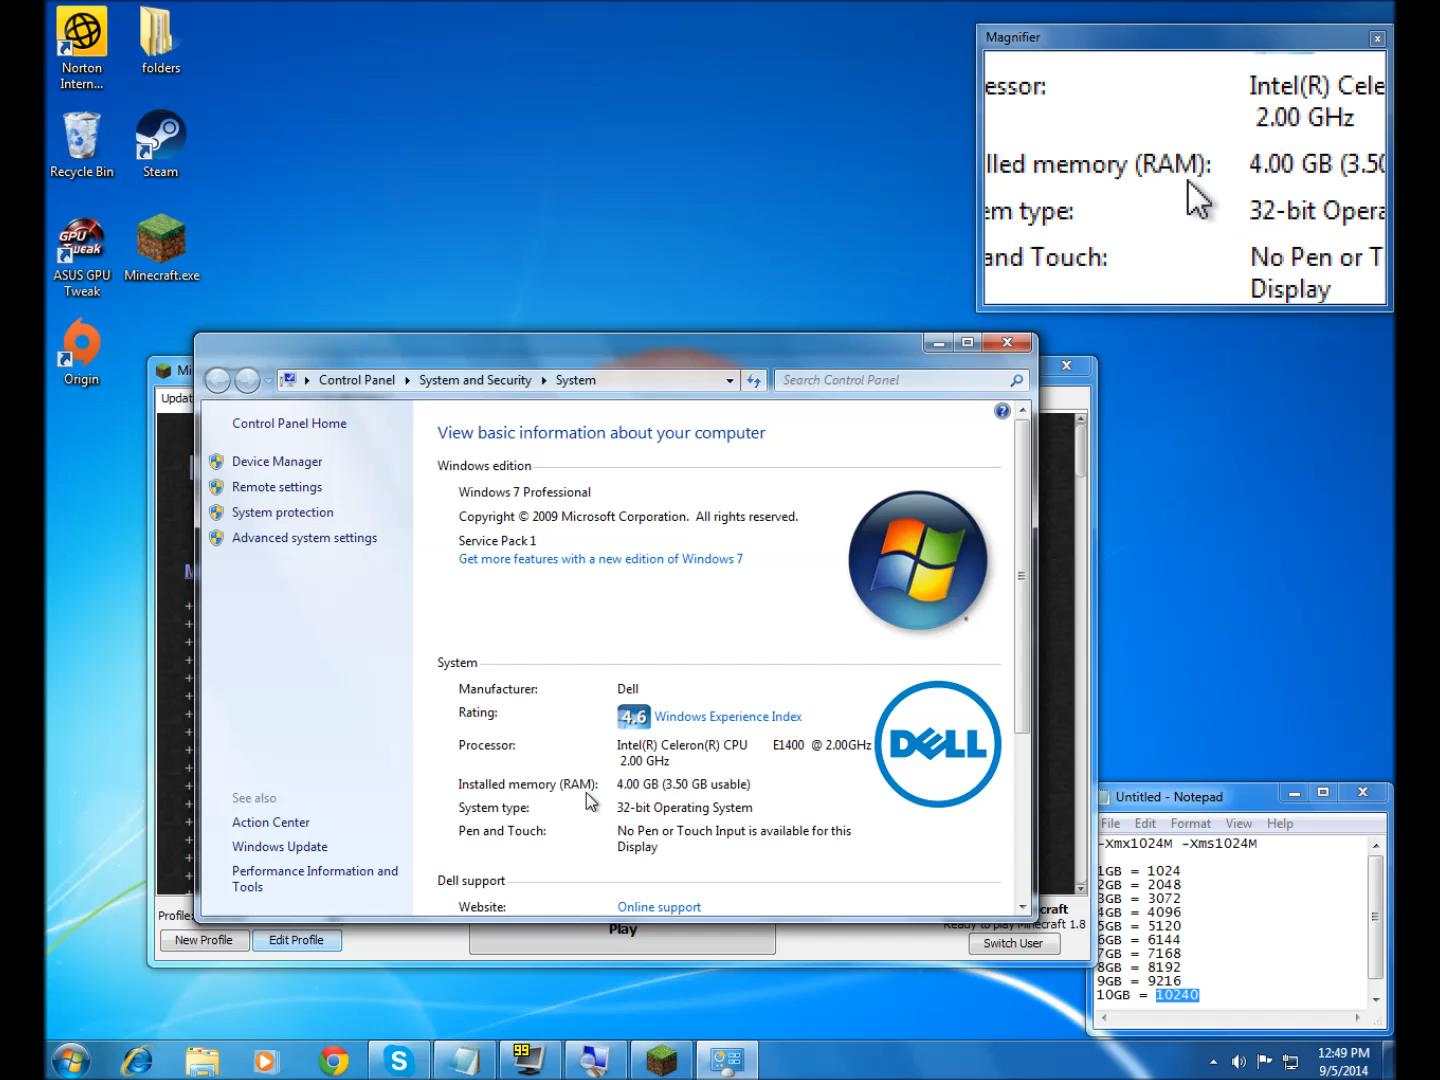 Norton
Intern...
folders
Recycle Bin
Steam
GPU
Tweak
ASUS GPU
Tweak
Minecraft.exe
Origin
Magnifier
essor:
Intel(R) Cele
2.00 GHz
lled memory (RAM):
4.00 GB (3.50
em type:
32-bit Opera
and Touch:
No Pen or T
Display
Mi
Updat
Control Panel
System and Security
System
Search Control Panel
Control Panel Home
Device Manager
Remote settings
System protection
Advanced system settings
See also
Action Center
Windows Update
Performance Information and
Tools
View basic information about your computer
Windows edition
Windows 7 Professional
Copyright © 2009 Microsoft Corporation. All rights reserved.
Service Pack 1
Get more features with a new edition of Windows 7
System
Manufacturer:
Dell
Rating:
4.6
Windows Experience Index
Processor:
Intel(R) Celeron(R) CPU E1400 @ 2.00GHz
2.00 GHz
Installed memory (RAM):
4.00 GB (3.50 GB usable)
System type:
32-bit Operating System
Pen and Touch:
No Pen or Touch Input is available for this
Display
DELL
Dell support
Website:
Online support
Profile:
New Profile
Edit Profile
Play
craft
Ready to play Minecraft 1.8
Switch User
Untitled - Notepad
File Edit Format View Help
-Xmx1024M -Xms1024M
1GB = 1024
2GB = 2048
3GB = 3072
4GB = 4096
5GB = 5120
6GB = 6144
7GB = 7168
8GB = 8192
9GB = 9216
10GB = 10240
99
12:49 PM
9/5/2014